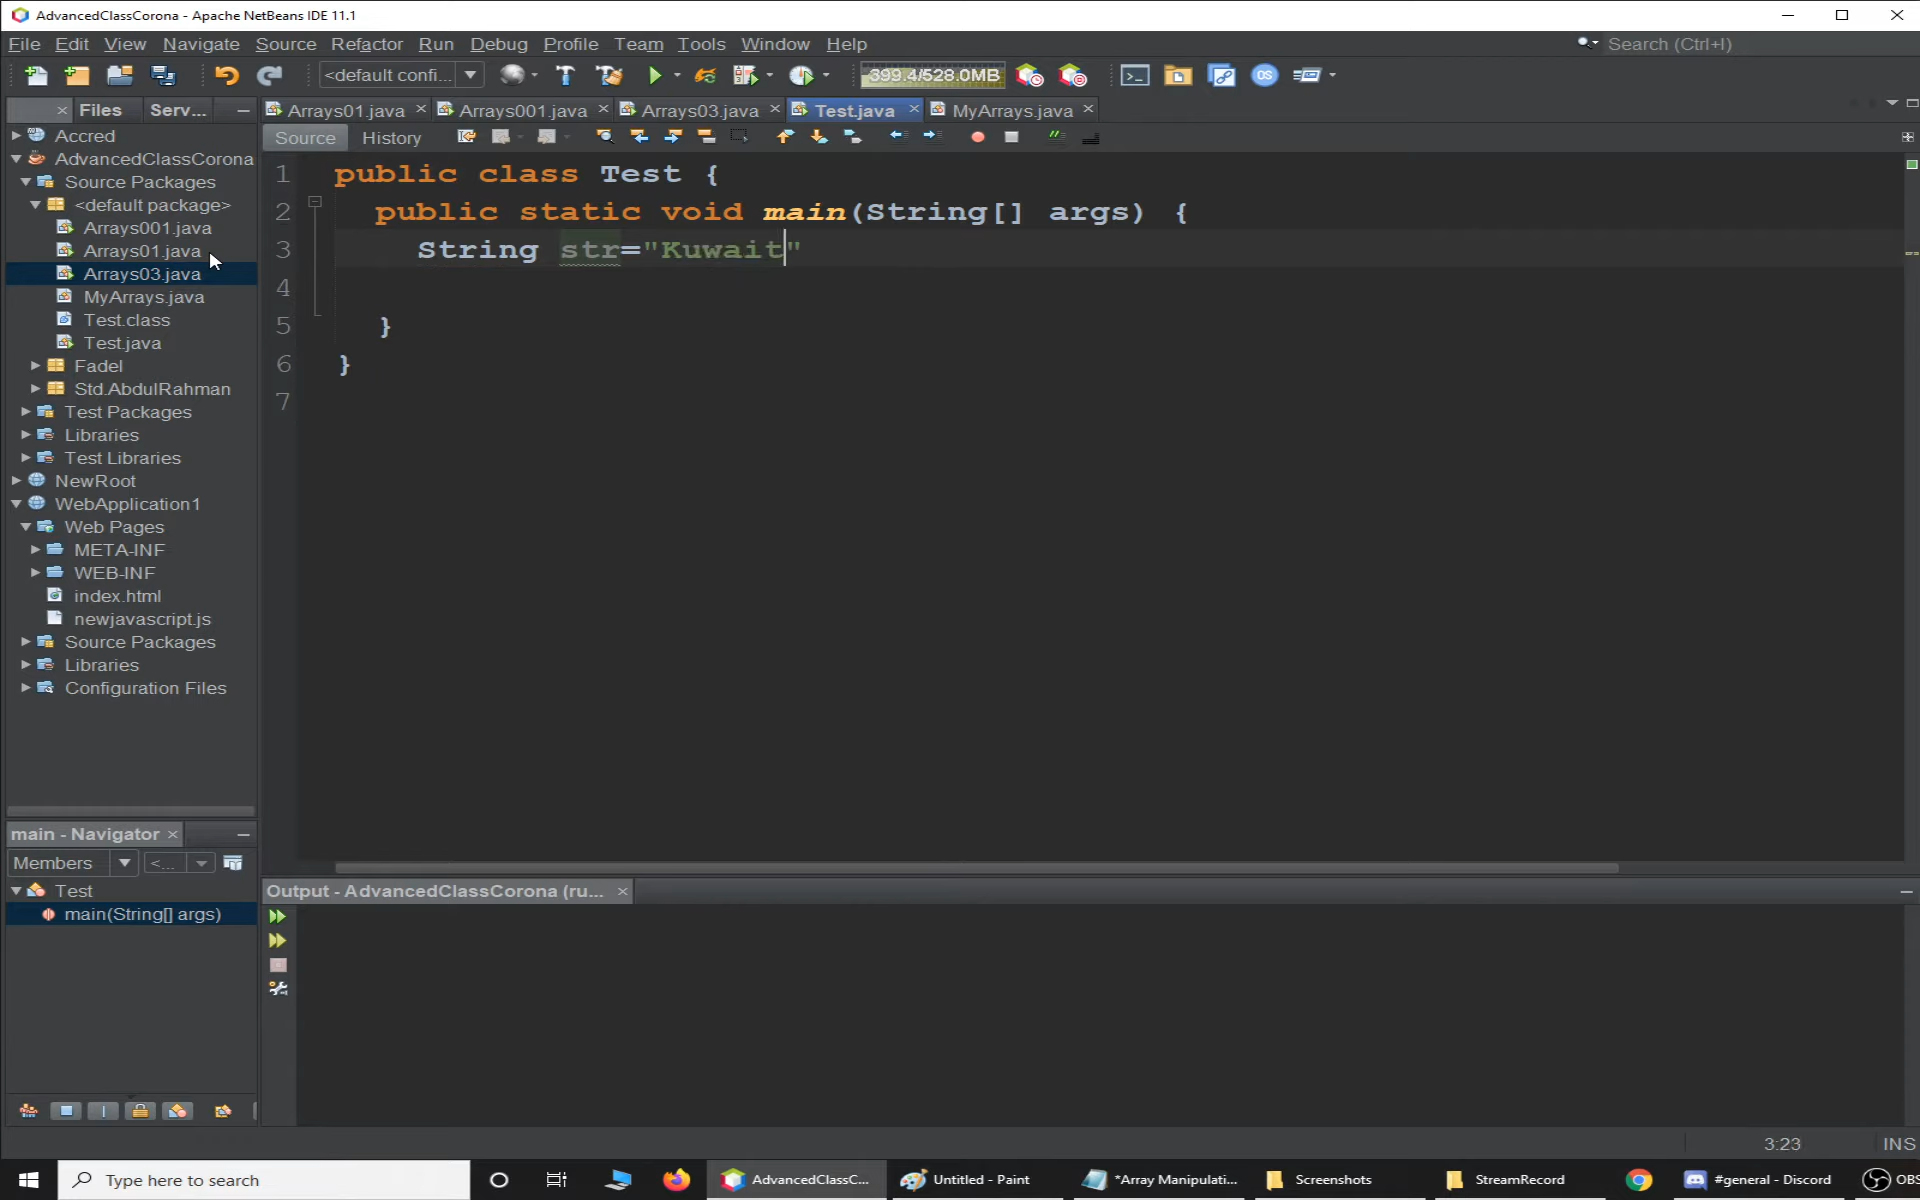 AdvancedClassCorona - Apache NetBeans IDE 11.1
File Edit View Navigate Source Refactor Run Debug Profile Team Tools Window Help Search (Ctrl+I)
<default confi... 399.4/528.0MB
Files Serv... Arrays01.java Arrays001.java Arrays03.java Test.java MyArrays.java
Source History
Accred
AdvancedClassCorona
Source Packages
<default package>
Arrays001.java
Arrays01.java
Arrays03.java
MyArrays.java
Test.class
Test.java
Fadel
Std.AbdulRahman
Test Packages
Libraries
Test Libraries
NewRoot
WebApplication1
Web Pages
META-INF
WEB-INF
index.html
newjavascript.js
Source Packages
Libraries
Configuration Files
1 public class Test {
2 public static void main(String[] args) {
3 String str="Kuwait"
4
5 }
6 }
7
main - Navigator
Members <...
Test
main(String[] args)
Output - AdvancedClassCorona (ru...
3:23 INS
Type here to search AdvancedClassC... Untitled - Paint *Array Manipulati... Screenshots StreamRecord #general - Discord OBS